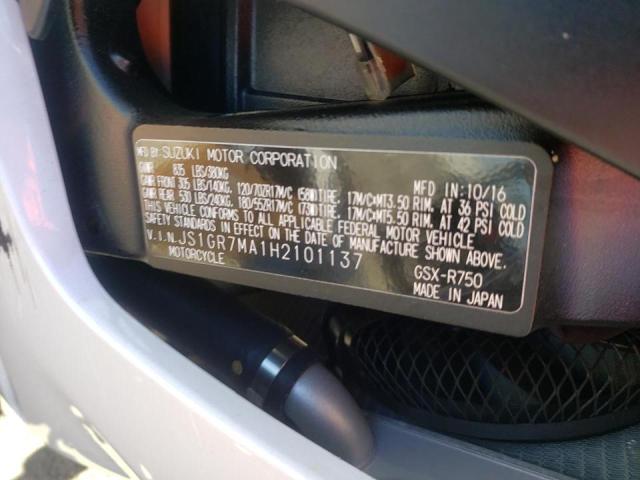 MFD BY: SUZUKI MOTOR CORPORATION
GVWR 835 LBS/380KG MFD IN:10/16
GAWR FRONT 305 LBS/140KG. 120/70ZR17M/C (58W)TIRE, 17M/C×MT3.50 RIM. AT 36 PSI COLD
GAWR REAR 530 LBS/240KG. 180/55ZR17M/C (73W)TIRE, 17M/C×MT5.50 RIM. AT 42 PSI COLD
THIS VEHICLE CONFORMS TO ALL APPLICABLE FEDERAL MOTOR VEHICLE
SAFETY STANDARDS IN EFFECT ON THE DATE OF MANUFACTURE SHOWN ABOVE.
V.I.N.JS1GR7MA1H2101137 GSX-R750
MOTORCYCLE MADE IN JAPAN